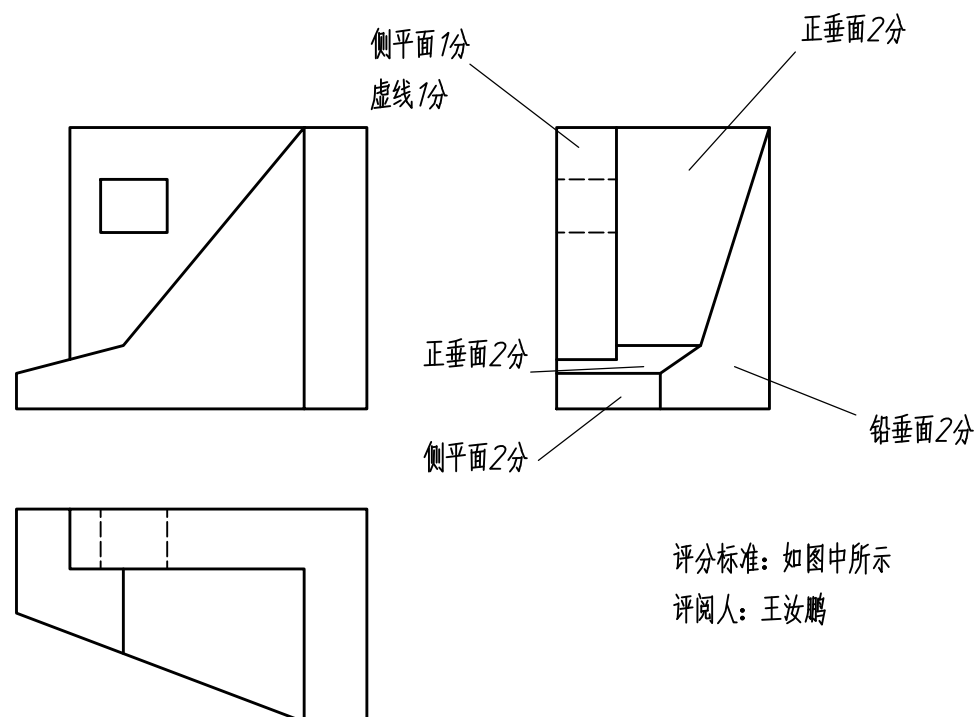 侧平面1分
虚线1分
正垂面2分
正垂面2分
侧平面2分
铅垂面2分
评分标准：如图中所示
评阅人：王汝鹏